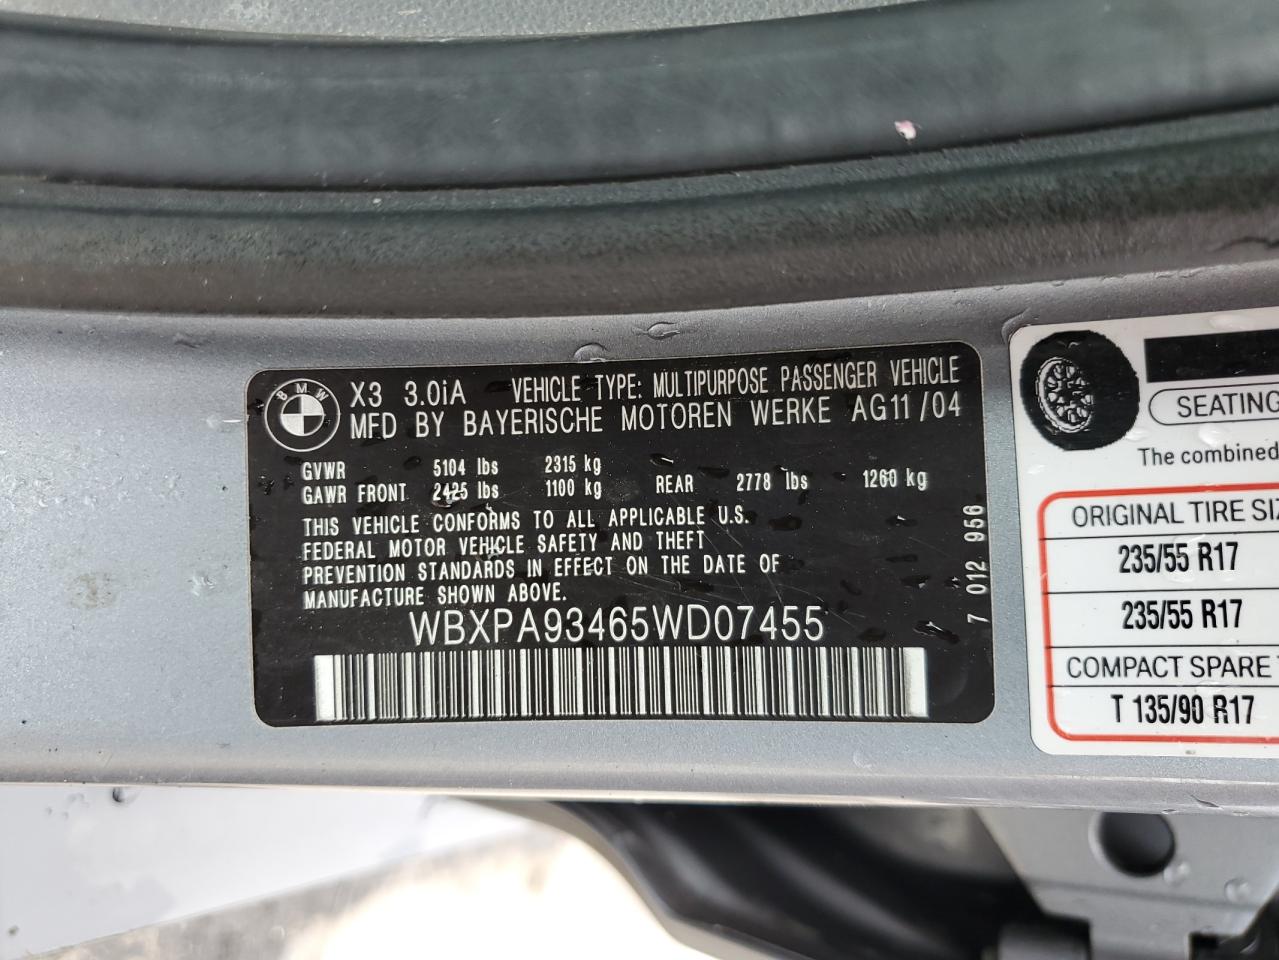 BMW
X3 3.0iA VEHICLE TYPE: MULTIPURPOSE PASSENGER VEHICLE
MFD BY BAYERISCHE MOTOREN WERKE AG11/04
GVWR 5104 lbs 2315 kg
GAWR FRONT 2425 lbs 1100 kg REAR 2778 lbs 1260 kg
THIS VEHICLE CONFORMS TO ALL APPLICABLE U.S.
FEDERAL MOTOR VEHICLE SAFETY AND THEFT
PREVENTION STANDARDS IN EFFECT ON THE DATE OF
MANUFACTURE SHOWN ABOVE.
WBXPA93465WD07455
7 012 956
SEATING
The combined
ORIGINAL TIRE
235/55 R17
235/55 R17
COMPACT SPARE
T 135/90 R17